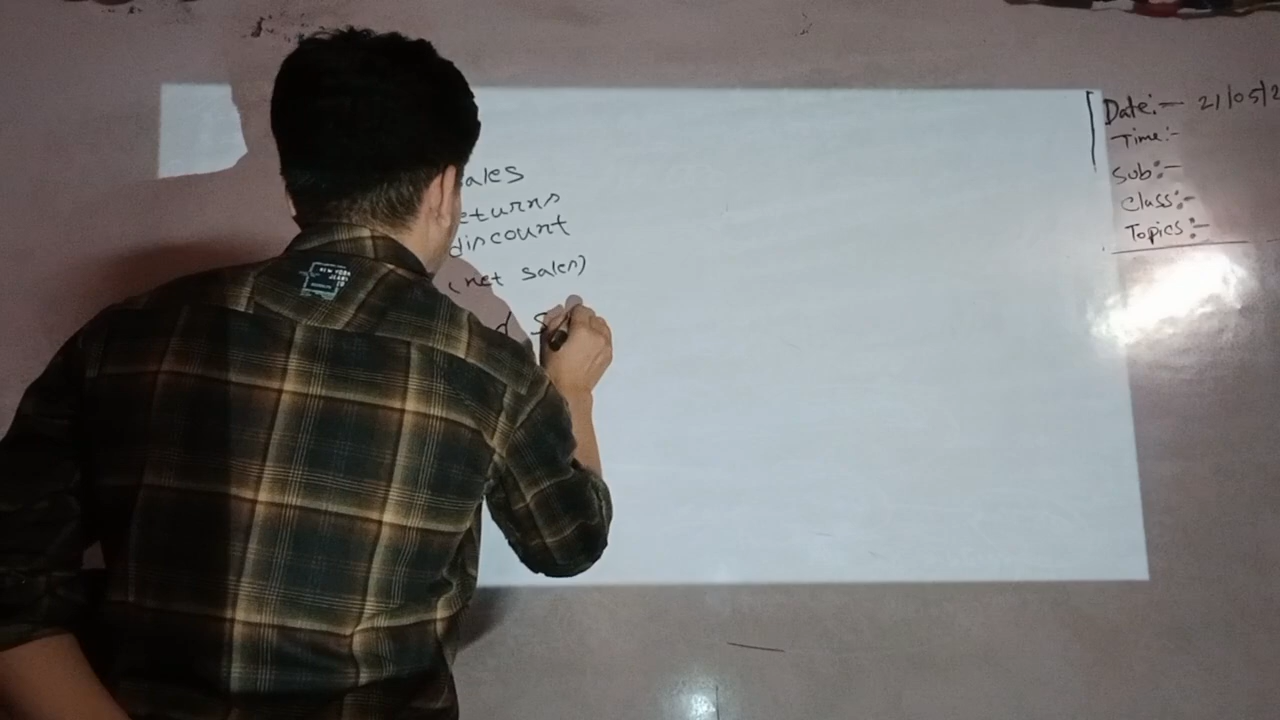 ales
eturns
discount
(net sales)
d S
Date:- 21/05/2
Time:-
Sub:-
Class:-
Topics:-